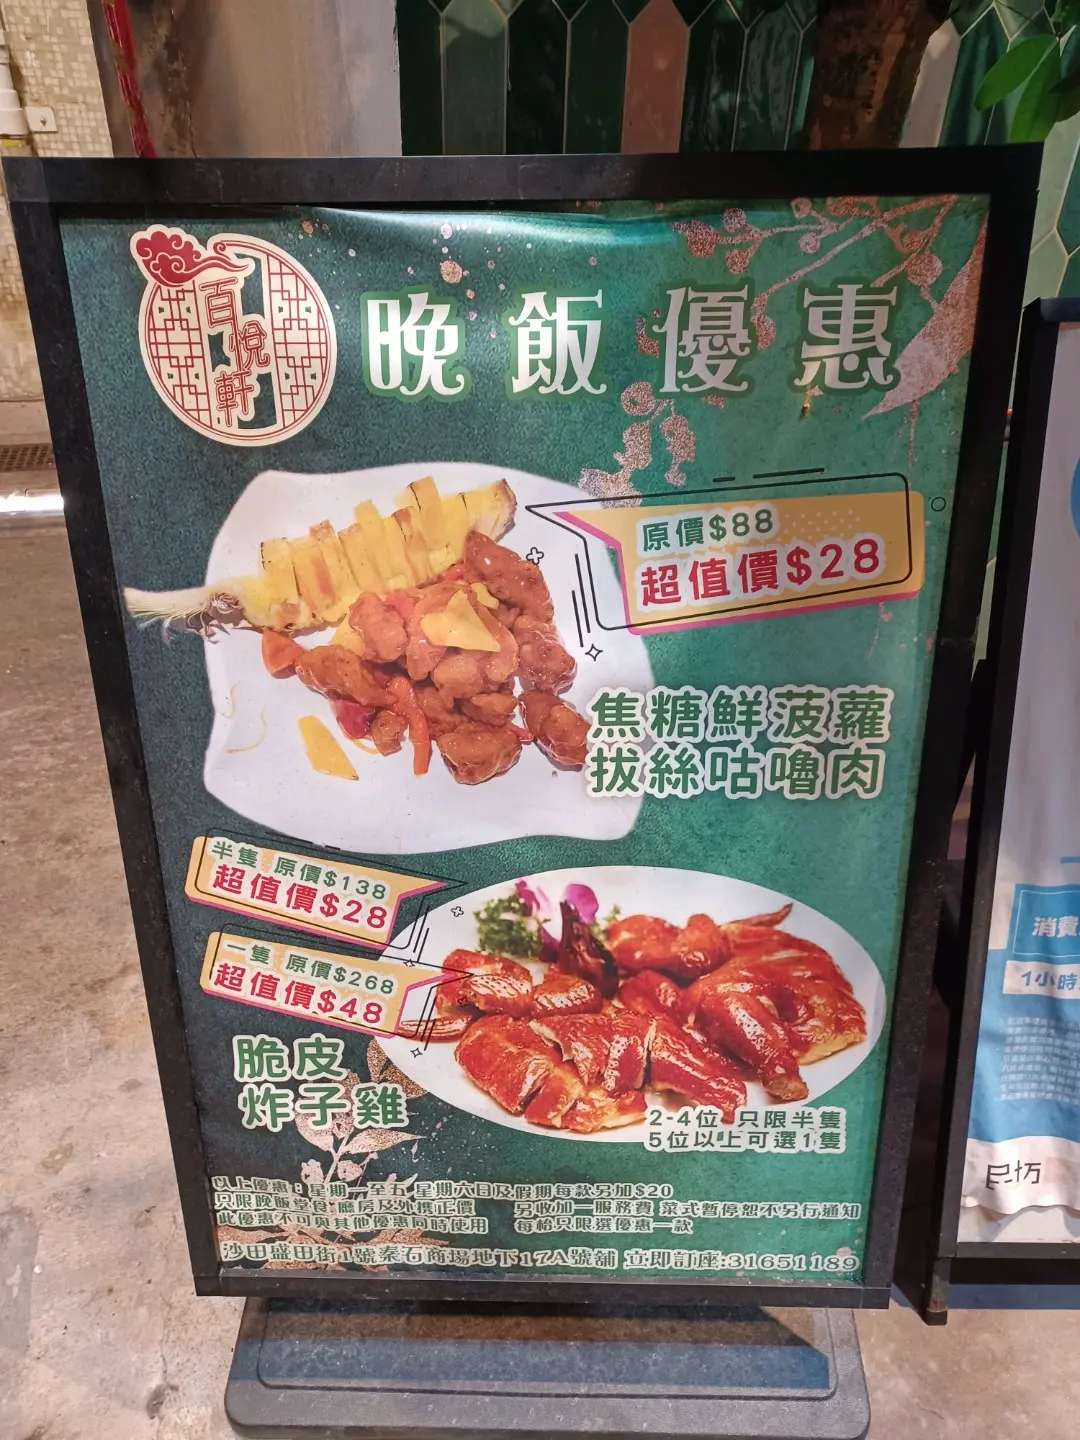 百悅軒
晚飯優惠
原價$88
超值價$28
焦糖鮮菠蘿
拔絲咕嚕肉
半隻 原價$138
超值價$28
一隻 原價$268
超值價$48
脆皮
炸子雞
2-4位 只限半隻
5位以上可選1隻
以上優惠：星期一至五 星期六日及假期每款另加$20
只限晚飯堂食 廳房及外携正價 另收加一服務費 菜式暫停恕不另行通知
此優惠不可與其他優惠同時使用 每枱只限選優惠一款
沙田盛田街1號秦石商場地下17A號舖 立即訂座:31651189
消費
1小時